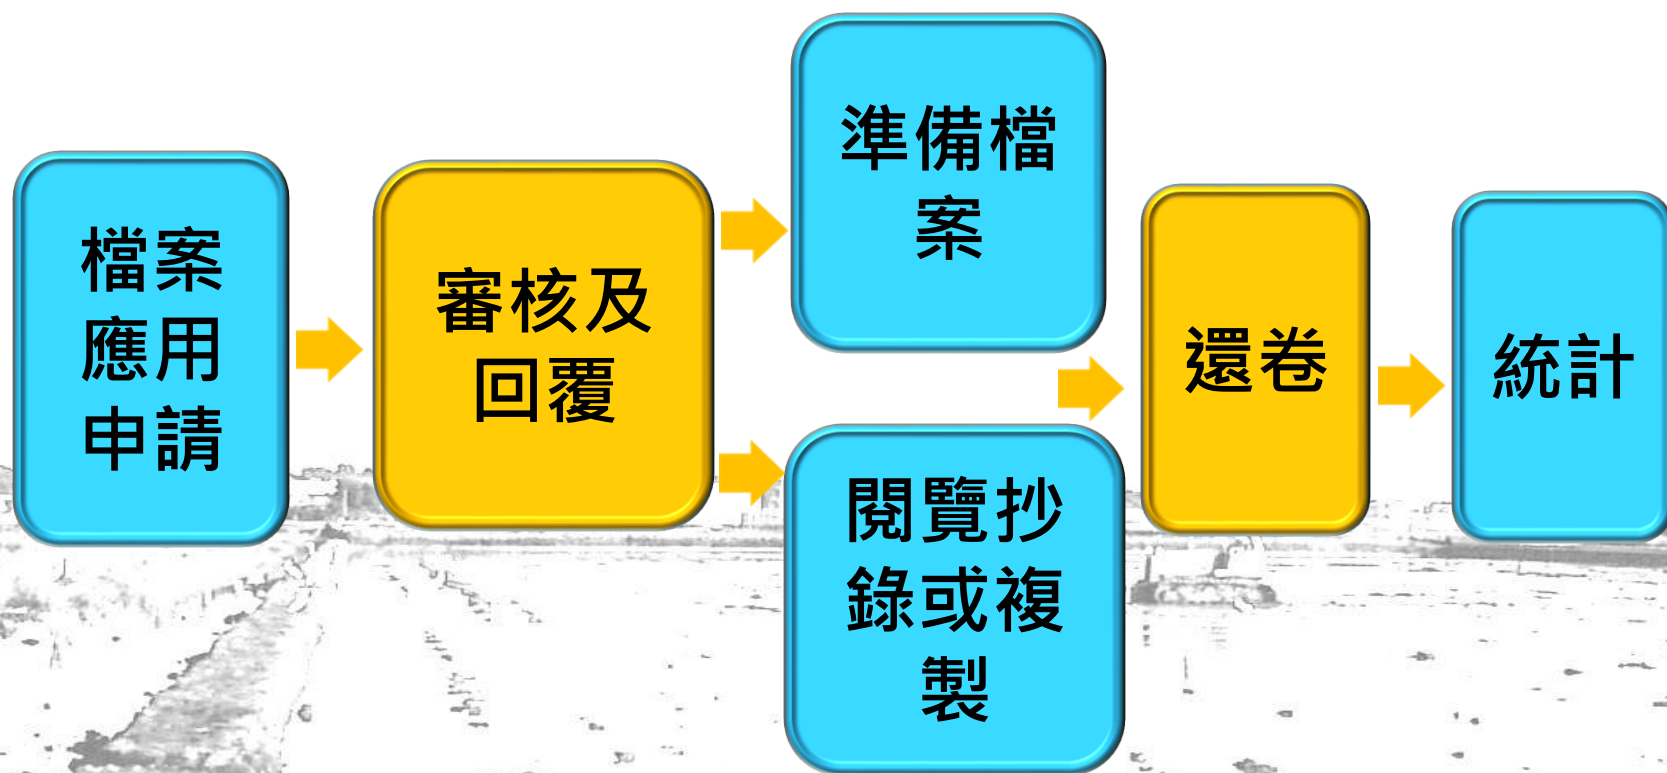 檔案
應用
申請
審核及
回覆
準備檔
案
閱覽抄
錄或複
製
還卷
統計